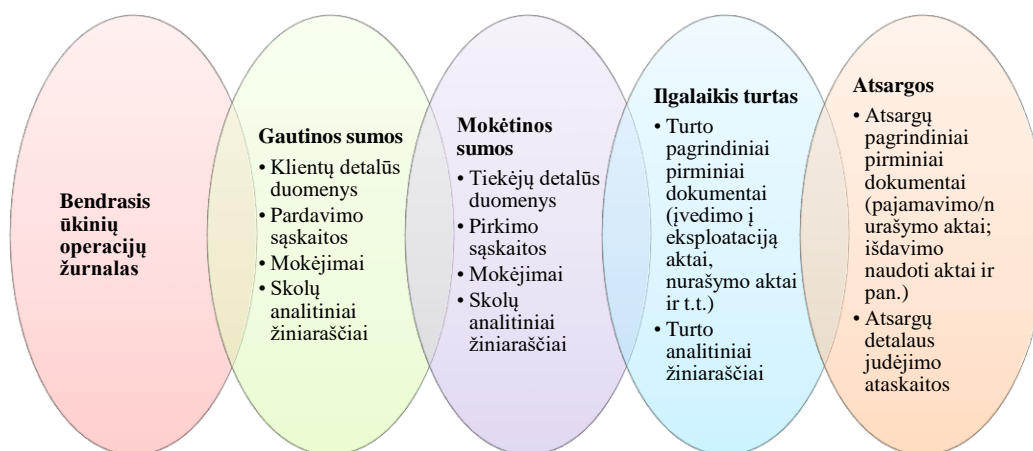 Bendrasis
ūkinių
operacijų
žurnalas
Gautinos sumos
• Klientų detalūs
duomenys
• Pardavimo
sąskaitos
• Mokėjimai
• Skolų
analitiniai
žiniaraščiai
Mokėtinos
sumos
• Tiekėjų detalūs
duomenys
• Pirkimo
sąskaitos
• Mokėjimai
• Skolų
analitiniai
žiniaraščiai
Ilgalaikis turtas
• Turto
pagrindiniai
pirminiai
dokumentai
(įvedimo į
eksploataciją
aktai,
nurašymo aktai
ir t.t.)
• Turto
analitiniai
žiniaraščiai
Atsargos
• Atsargų
pagrindiniai
pirminiai
dokumentai
(pajamavimo/n
urašymo aktai;
išdavimo
naudoti aktai ir
pan.)
• Atsargų
detalaus
judėjimo
ataskaitos